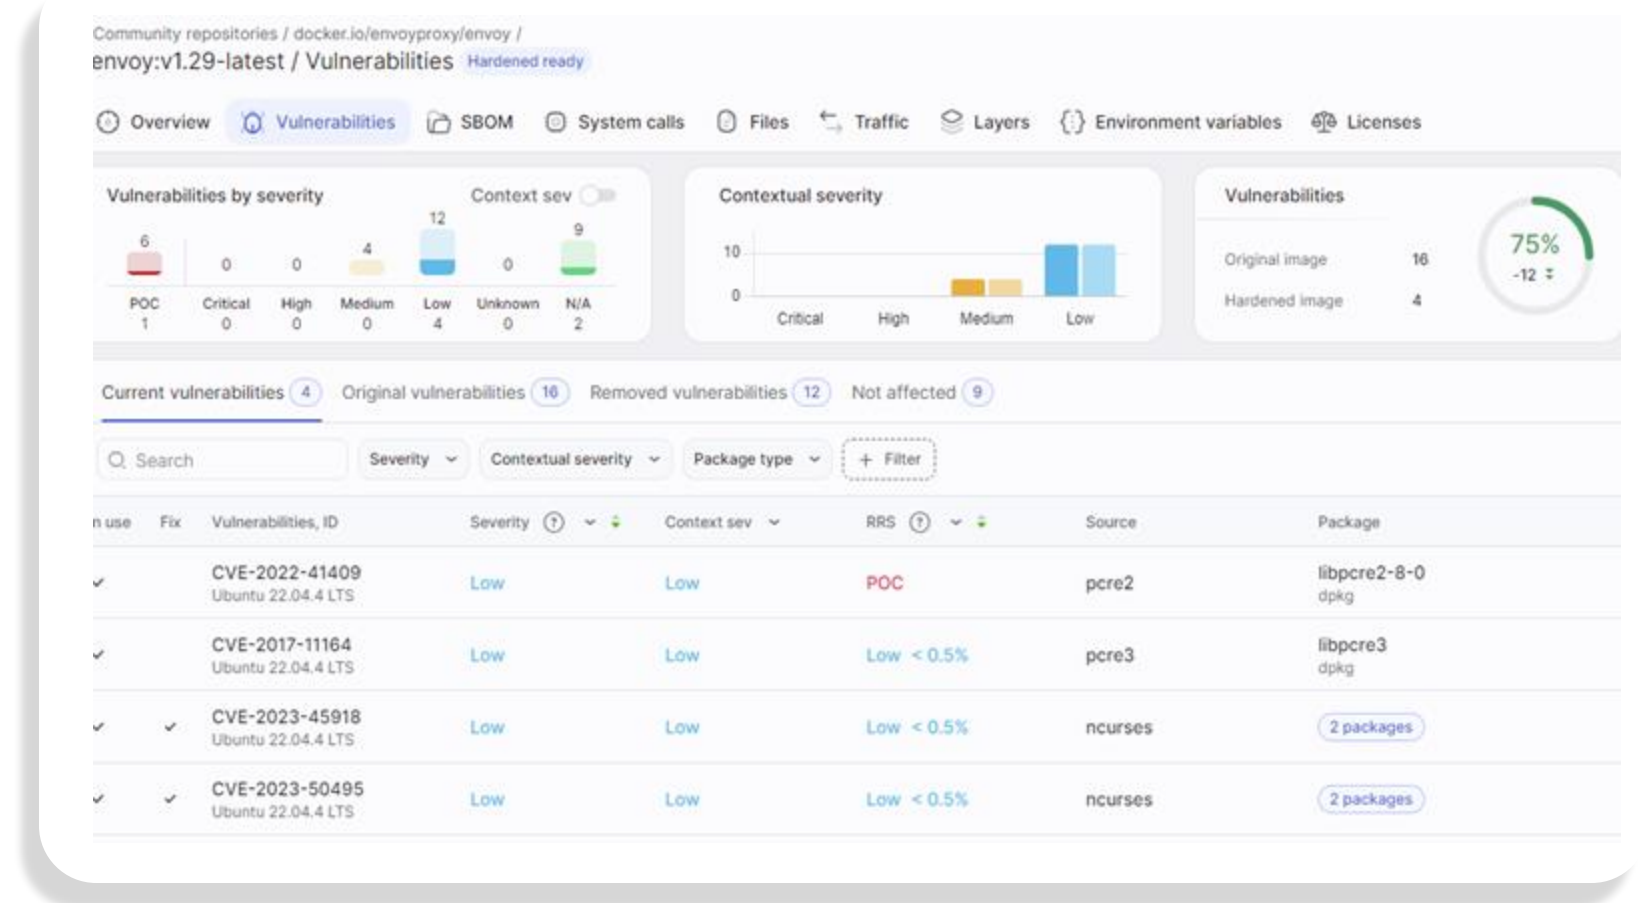 Community repositories / docker.io/envoyproxy/envoy /
envoy:v1.29-latest / Vulnerabilities Hardened ready
Overview Vulnerabilities SBOM System calls Files Traffic Layers Environment variables Licenses
Vulnerabilities by severity Context sev
6 0 0 4 12 0 9
POC Critical High Medium Low Unknown N/A
1 0 0 0 4 0 2
Contextual severity
10
0
Critical High Medium Low
Vulnerabilities
Original image 16
Hardened image 4
75%
-12
Current vulnerabilities 4 Original vulnerabilities 16 Removed vulnerabilities 12 Not affected 9
Search Severity Contextual severity Package type + Filter
n use Fix Vulnerabilities, ID Severity ? Context sev RRS ? Source Package
CVE-2022-41409 Low Low POC pcre2 libpcre2-8-0
Ubuntu 22.04.4 LTS dpkg
CVE-2017-11164 Low Low Low < 0.5% pcre3 libpcre3
Ubuntu 22.04.4 LTS dpkg
CVE-2023-45918 Low Low Low < 0.5% ncurses 2 packages
Ubuntu 22.04.4 LTS
CVE-2023-50495 Low Low Low < 0.5% ncurses 2 packages
Ubuntu 22.04.4 LTS